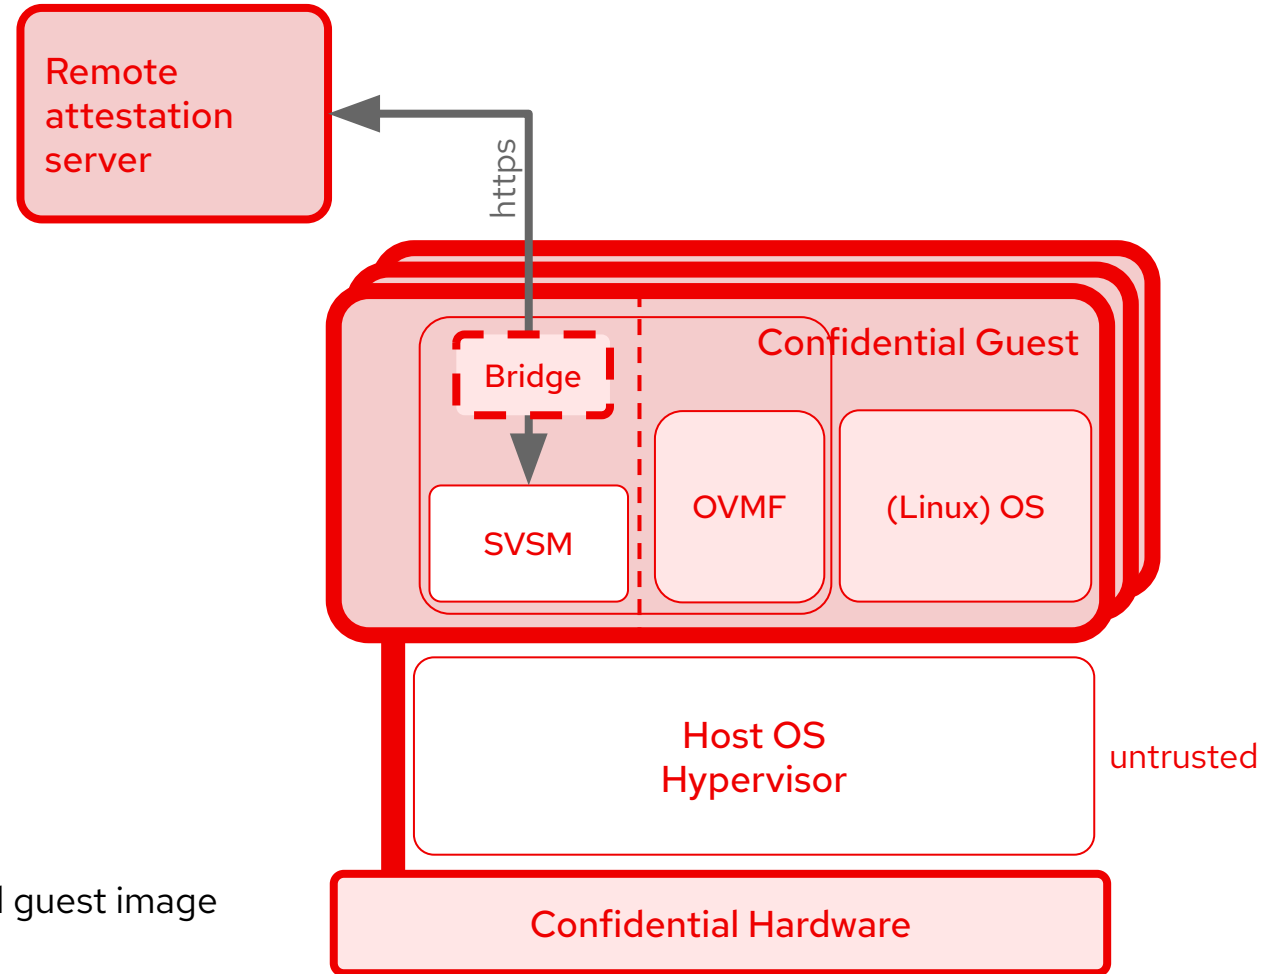 Remote
attestation
server
https
Confidential Guest
Bridge
OVMF
(Linux) OS
SVSM
Host OS
Hypervisor
untrusted
guest image
Confidential Hardware